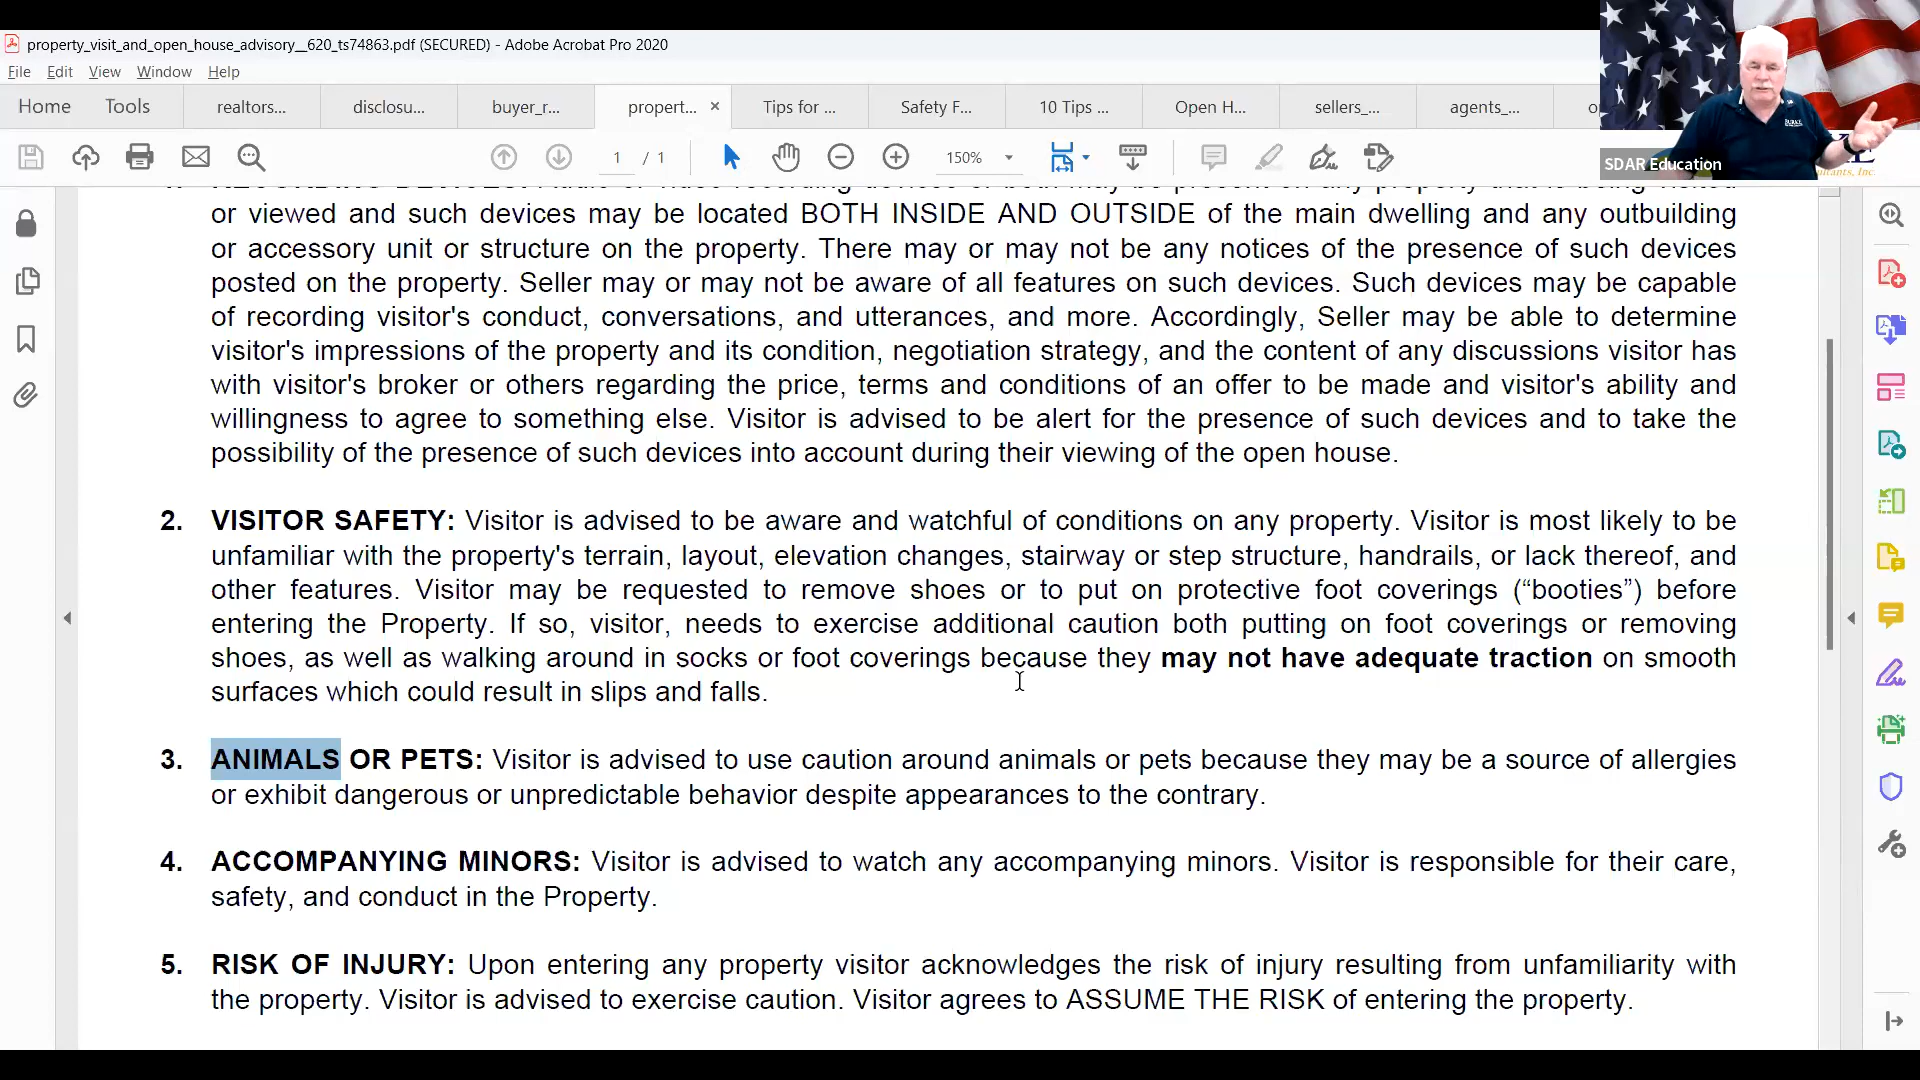 property_visit_and_open_house_advisory__620_ts74863.pdf (SECURED) - Adobe Acrobat Pro 2020
File Edit View Window Help
Home Tools realtors... disclosu... buyer_r... propert... × Tips for ... Safety F... 10 Tips ... Open H... sellers_... agents_...
SDAR Education
1 / 1 150%
or viewed and such devices may be located BOTH INSIDE AND OUTSIDE of the main dwelling and any outbuilding
or accessory unit or structure on the property. There may or may not be any notices of the presence of such devices
posted on the property. Seller may or may not be aware of all features on such devices. Such devices may be capable
of recording visitor's conduct, conversations, and utterances, and more. Accordingly, Seller may be able to determine
visitor's impressions of the property and its condition, negotiation strategy, and the content of any discussions visitor has
with visitor's broker or others regarding the price, terms and conditions of an offer to be made and visitor's ability and
willingness to agree to something else. Visitor is advised to be alert for the presence of such devices and to take the
possibility of the presence of such devices into account during their viewing of the open house.
2. VISITOR SAFETY: Visitor is advised to be aware and watchful of conditions on any property. Visitor is most likely to be
unfamiliar with the property's terrain, layout, elevation changes, stairway or step structure, handrails, or lack thereof, and
other features. Visitor may be requested to remove shoes or to put on protective foot coverings (“booties”) before
entering the Property. If so, visitor, needs to exercise additional caution both putting on foot coverings or removing
shoes, as well as walking around in socks or foot coverings because they may not have adequate traction on smooth
surfaces which could result in slips and falls.
3. ANIMALS OR PETS: Visitor is advised to use caution around animals or pets because they may be a source of allergies
or exhibit dangerous or unpredictable behavior despite appearances to the contrary.
4. ACCOMPANYING MINORS: Visitor is advised to watch any accompanying minors. Visitor is responsible for their care,
safety, and conduct in the Property.
5. RISK OF INJURY: Upon entering any property visitor acknowledges the risk of injury resulting from unfamiliarity with
the property. Visitor is advised to exercise caution. Visitor agrees to ASSUME THE RISK of entering the property.